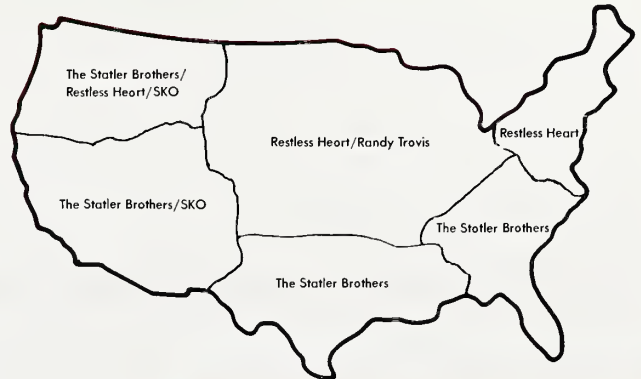 The Statler Brothers/
Restless Heart/SKO
Restless Heort/Randy Trovis
Restless Heart
The Statler Brothers/SKO
The Stotler Brothers
The Statler Brothers